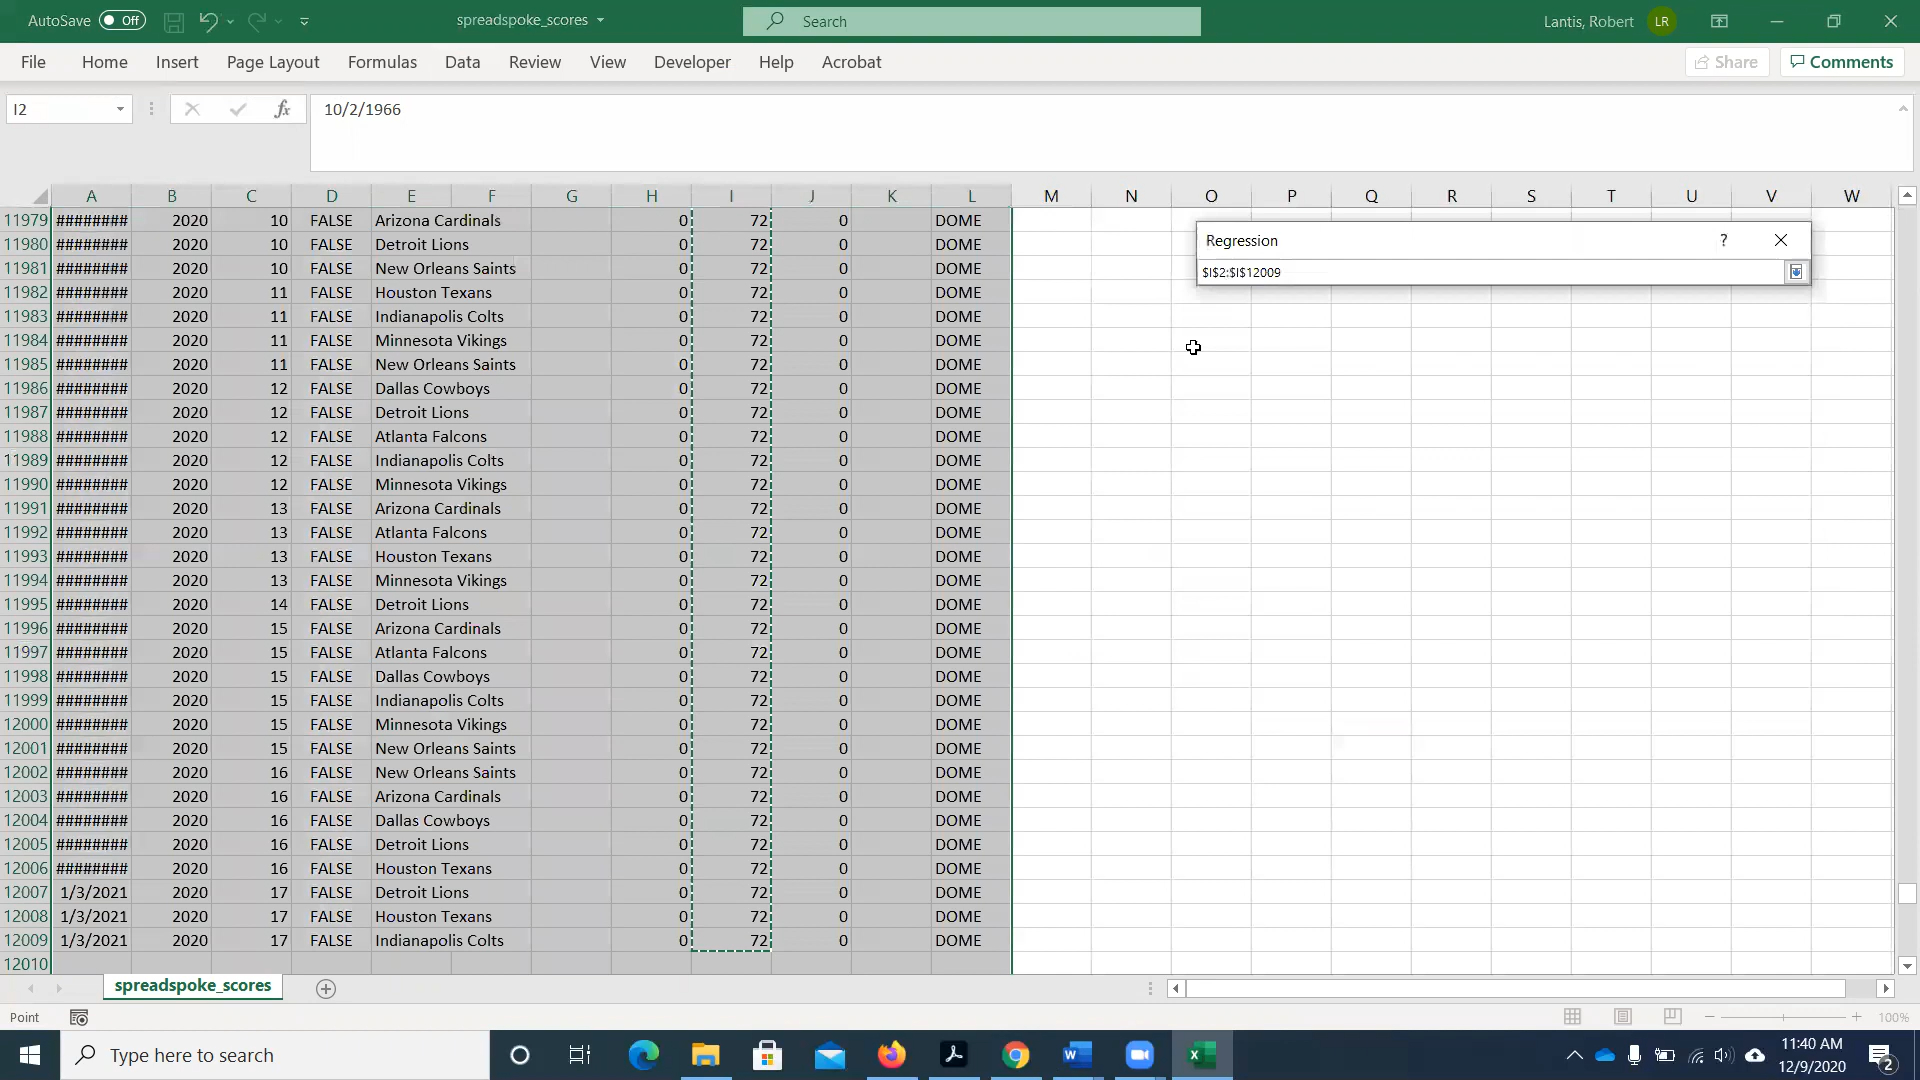 AutoSave Off spreadspoke_scores Search Lantis, Robert LR
File Home Insert Page Layout Formulas Data Review View Developer Help Acrobat Share Comments
I2 fx 10/2/1966
A B C D E F G H I J K L M N O P Q R S T U V W
11979 ######## 2020 10 FALSE Arizona Cardinals 0 72 0 DOME
11980 ######## 2020 10 FALSE Detroit Lions 0 72 0 DOME
11981 ######## 2020 10 FALSE New Orleans Saints 0 72 0 DOME
11982 ######## 2020 11 FALSE Houston Texans 0 72 0 DOME
11983 ######## 2020 11 FALSE Indianapolis Colts 0 72 0 DOME
11984 ######## 2020 11 FALSE Minnesota Vikings 0 72 0 DOME
11985 ######## 2020 11 FALSE New Orleans Saints 0 72 0 DOME
11986 ######## 2020 12 FALSE Dallas Cowboys 0 72 0 DOME
11987 ######## 2020 12 FALSE Detroit Lions 0 72 0 DOME
11988 ######## 2020 12 FALSE Atlanta Falcons 0 72 0 DOME
11989 ######## 2020 12 FALSE Indianapolis Colts 0 72 0 DOME
11990 ######## 2020 12 FALSE Minnesota Vikings 0 72 0 DOME
11991 ######## 2020 13 FALSE Arizona Cardinals 0 72 0 DOME
11992 ######## 2020 13 FALSE Atlanta Falcons 0 72 0 DOME
11993 ######## 2020 13 FALSE Houston Texans 0 72 0 DOME
11994 ######## 2020 13 FALSE Minnesota Vikings 0 72 0 DOME
11995 ######## 2020 14 FALSE Detroit Lions 0 72 0 DOME
11996 ######## 2020 15 FALSE Arizona Cardinals 0 72 0 DOME
11997 ######## 2020 15 FALSE Atlanta Falcons 0 72 0 DOME
11998 ######## 2020 15 FALSE Dallas Cowboys 0 72 0 DOME
11999 ######## 2020 15 FALSE Indianapolis Colts 0 72 0 DOME
12000 ######## 2020 15 FALSE Minnesota Vikings 0 72 0 DOME
12001 ######## 2020 15 FALSE New Orleans Saints 0 72 0 DOME
12002 ######## 2020 16 FALSE New Orleans Saints 0 72 0 DOME
12003 ######## 2020 16 FALSE Arizona Cardinals 0 72 0 DOME
12004 ######## 2020 16 FALSE Dallas Cowboys 0 72 0 DOME
12005 ######## 2020 16 FALSE Detroit Lions 0 72 0 DOME
12006 ######## 2020 16 FALSE Houston Texans 0 72 0 DOME
12007 1/3/2021 2020 17 FALSE Detroit Lions 0 72 0 DOME
12008 1/3/2021 2020 17 FALSE Houston Texans 0 72 0 DOME
12009 1/3/2021 2020 17 FALSE Indianapolis Colts 0 72 0 DOME
12010
Regression ?
$I$2:$I$12009
spreadspoke_scores
Point 100%
Type here to search 11:40 AM
12/9/2020 2